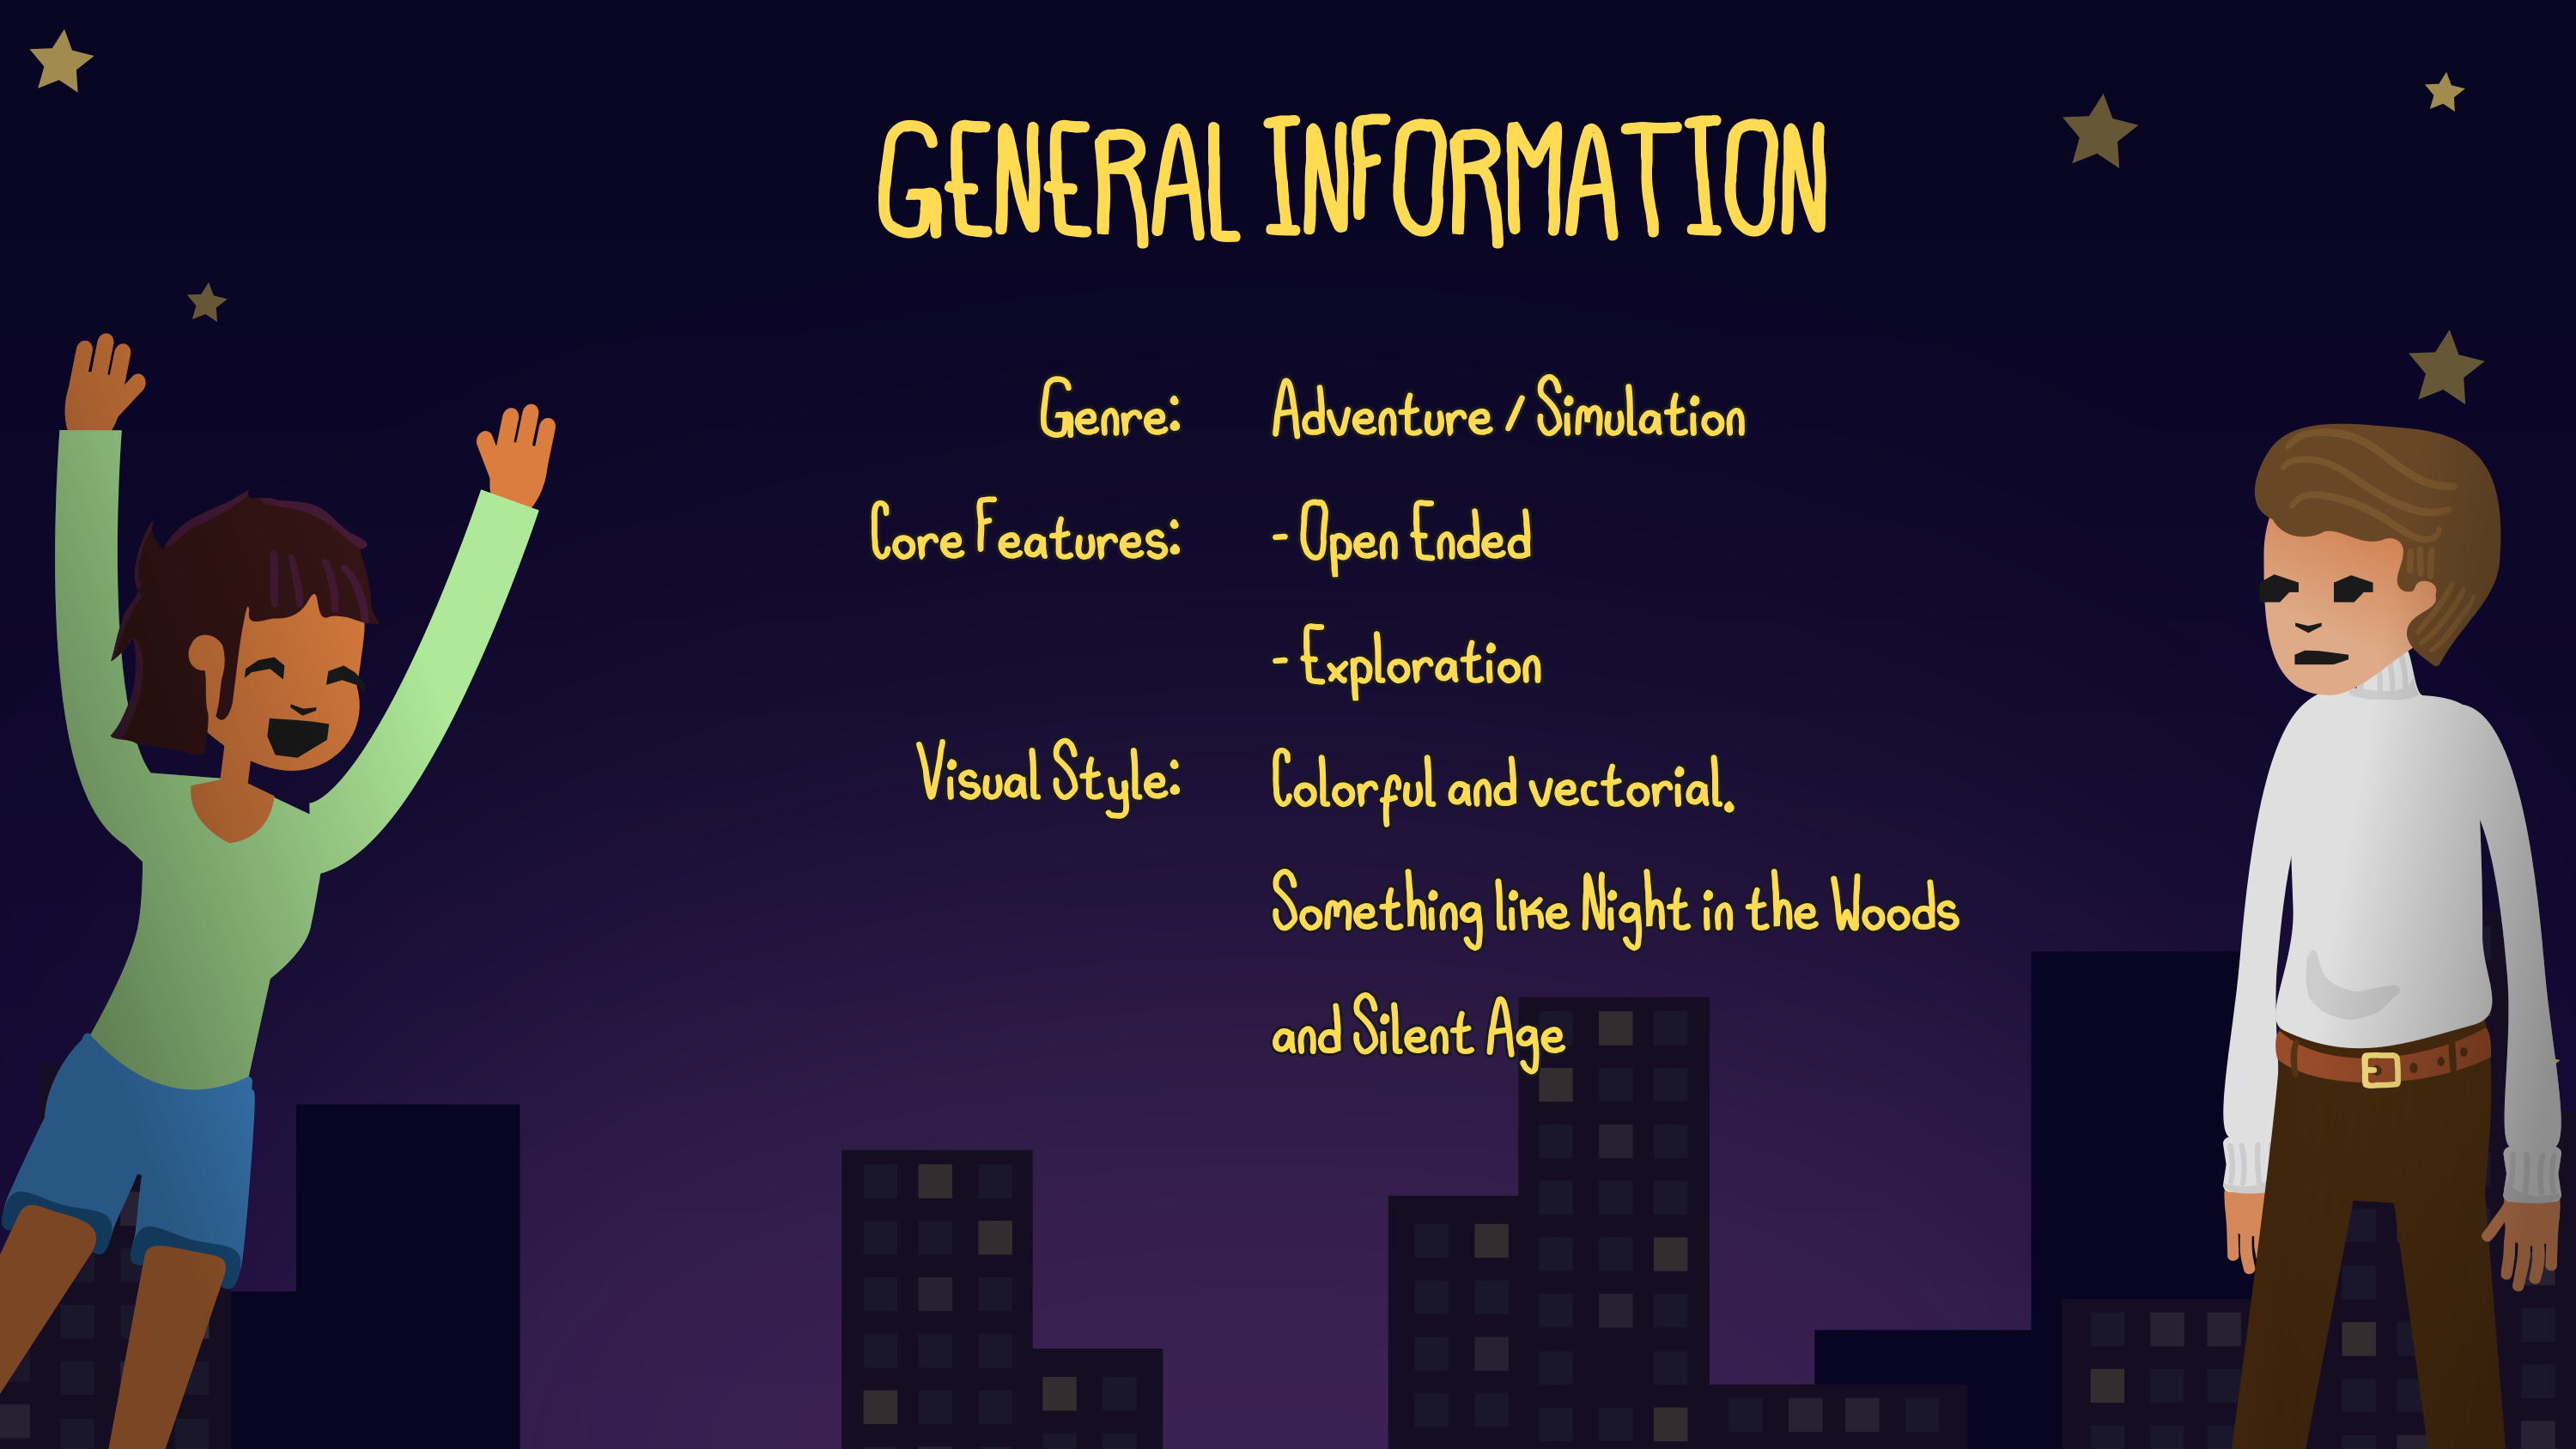 GENERAL INFORMATION
Genre: Adventure / Simulation
Core Features: - Open Ended
- Exploration
Visual Style: Colorful and vectorial.
Something like Night in the Woods
and Silent Age